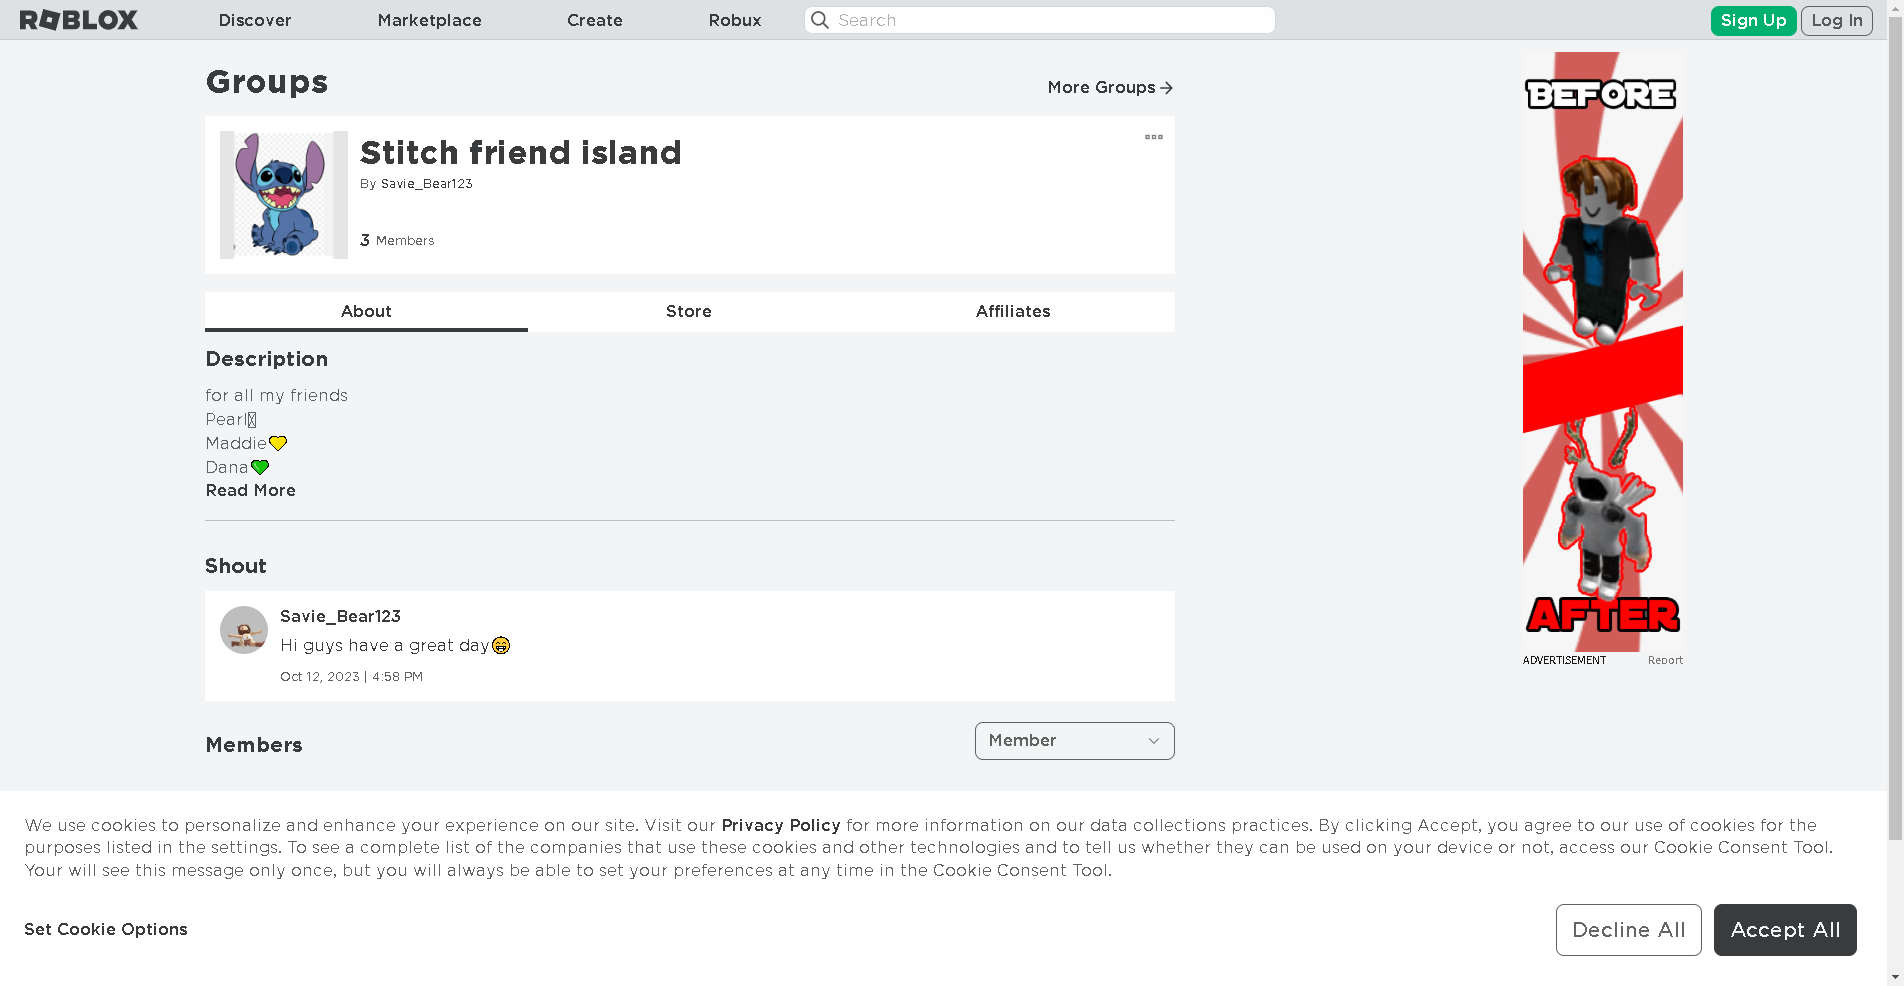 ROBLOX Discover Marketplace Create Robux Search Sign Up Log In
Groups
More Groups
Stitch friend island
By Savie_Bear123
3 Members
About Store Affiliates
Description
for all my friends
Pearl
Maddie💛
Dana💚
Read More
Shout
Savie_Bear123
Hi guys have a great day😁
Oct 12, 2023 | 4:58 PM
Members
Member
BEFORE
AFTER
ADVERTISEMENT Report
We use cookies to personalize and enhance your experience on our site. Visit our Privacy Policy for more information on our data collections practices. By clicking Accept, you agree to our use of cookies for the
purposes listed in the settings. To see a complete list of the companies that use these cookies and other technologies and to tell us whether they can be used on your device or not, access our Cookie Consent Tool.
Your will see this message only once, but you will always be able to set your preferences at any time in the Cookie Consent Tool.
Set Cookie Options
Decline All
Accept All